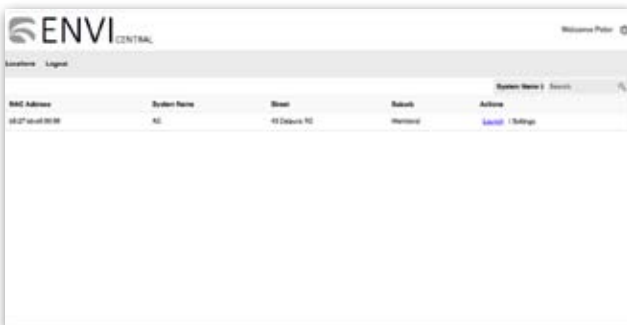 ENVI CENTRAL
Welcome Peter
Locations Logout
System Name Search
MAC Address System Name Street Suburb Actions
Launch / Settings